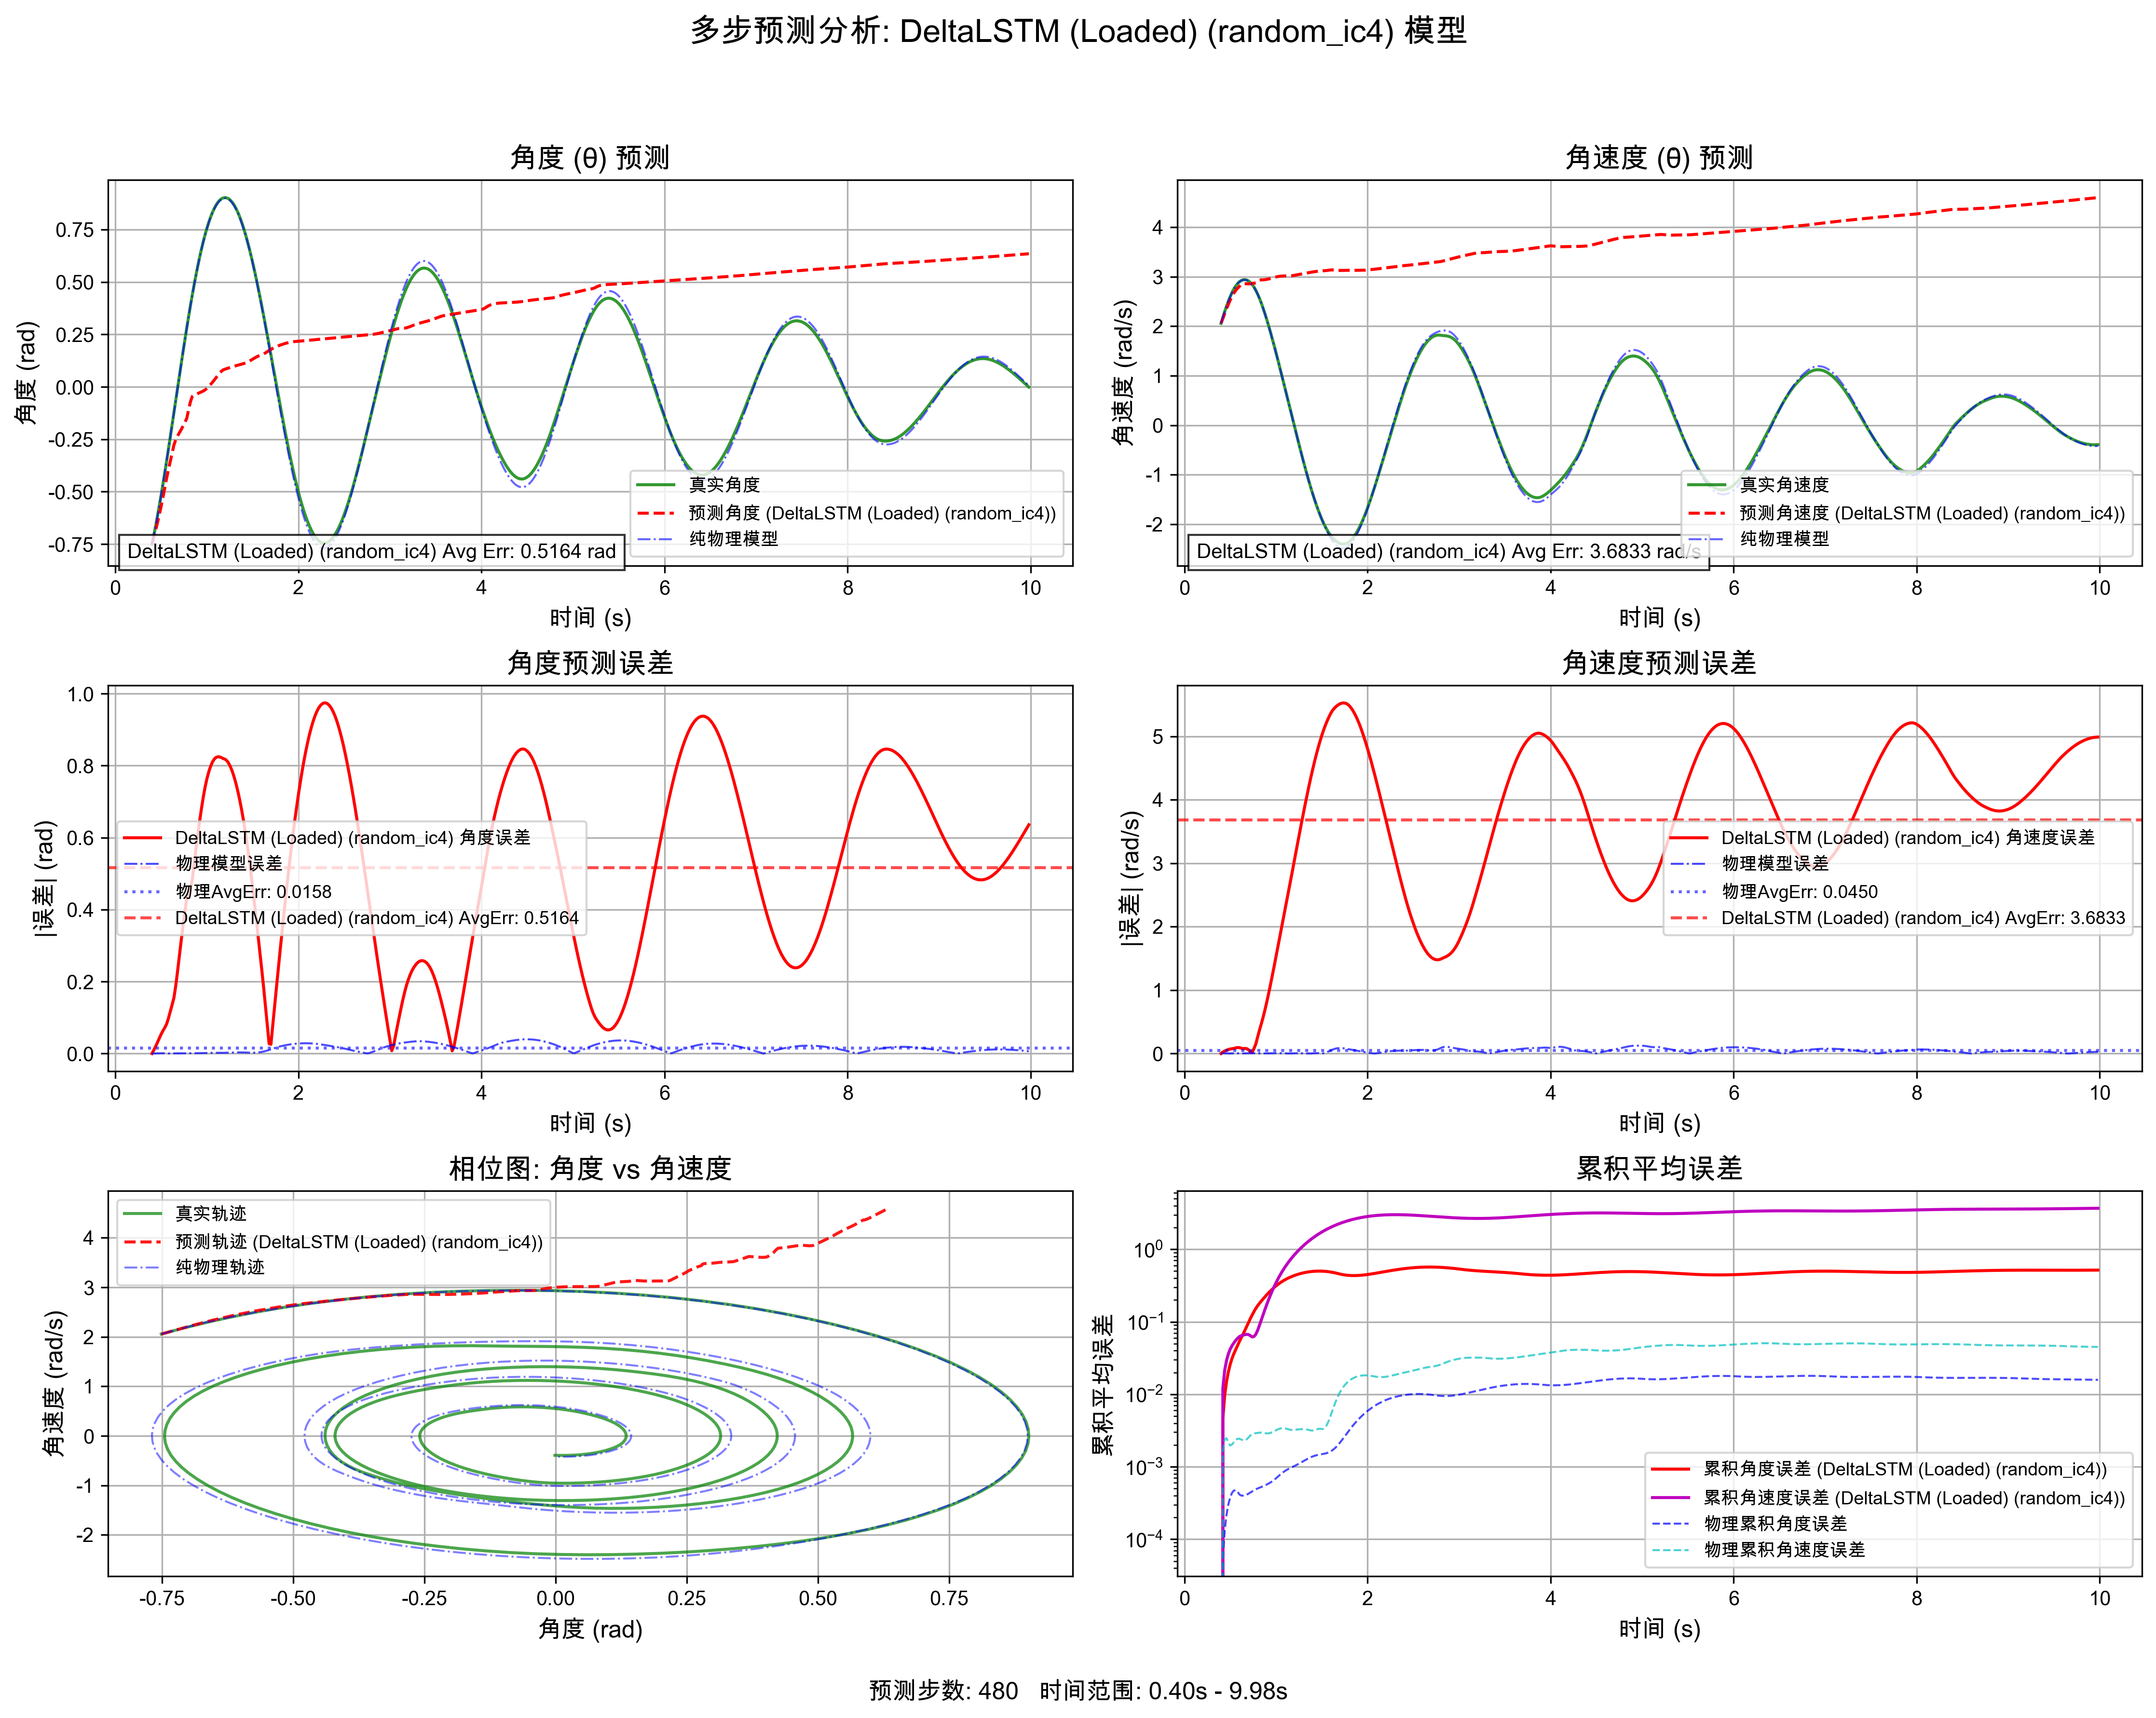 多步预测分析: DeltaLSTM (Loaded) (random_ic4) 模型
角度 (θ) 预测
角度 (rad)
0.75
0.50
0.25
0.00
-0.25
-0.50
-0.75
真实角度
预测角度 (DeltaLSTM (Loaded) (random_ic4))
纯物理模型
DeltaLSTM (Loaded) (random_ic4) Avg Err: 0.5164 rad
0 2 4 6 8 10
时间 (s)
角速度 (θ) 预测
角速度 (rad/s)
4
3
2
1
0
-1
-2
真实角速度
预测角速度 (DeltaLSTM (Loaded) (random_ic4))
纯物理模型
DeltaLSTM (Loaded) (random_ic4) Avg Err: 3.6833 rad/s
0 2 4 6 8 10
时间 (s)
角度预测误差
|误差| (rad)
1.0
0.8
0.6
0.4
0.2
0.0
DeltaLSTM (Loaded) (random_ic4) 角度误差
物理模型误差
物理AvgErr: 0.0158
DeltaLSTM (Loaded) (random_ic4) AvgErr: 0.5164
0 2 4 6 8 10
时间 (s)
角速度预测误差
|误差| (rad/s)
5
4
3
2
1
0
DeltaLSTM (Loaded) (random_ic4) 角速度误差
物理模型误差
物理AvgErr: 0.0450
DeltaLSTM (Loaded) (random_ic4) AvgErr: 3.6833
0 2 4 6 8 10
时间 (s)
相位图: 角度 vs 角速度
角速度 (rad/s)
4
3
2
1
0
-1
-2
真实轨迹
预测轨迹 (DeltaLSTM (Loaded) (random_ic4))
纯物理轨迹
-0.75 -0.50 -0.25 0.00 0.25 0.50 0.75
角度 (rad)
累积平均误差
累积平均误差
10⁰
10⁻¹
10⁻²
10⁻³
10⁻⁴
累积角度误差 (DeltaLSTM (Loaded) (random_ic4))
累积角速度误差 (DeltaLSTM (Loaded) (random_ic4))
物理累积角度误差
物理累积角速度误差
0 2 4 6 8 10
时间 (s)
预测步数: 480 时间范围: 0.40s - 9.98s